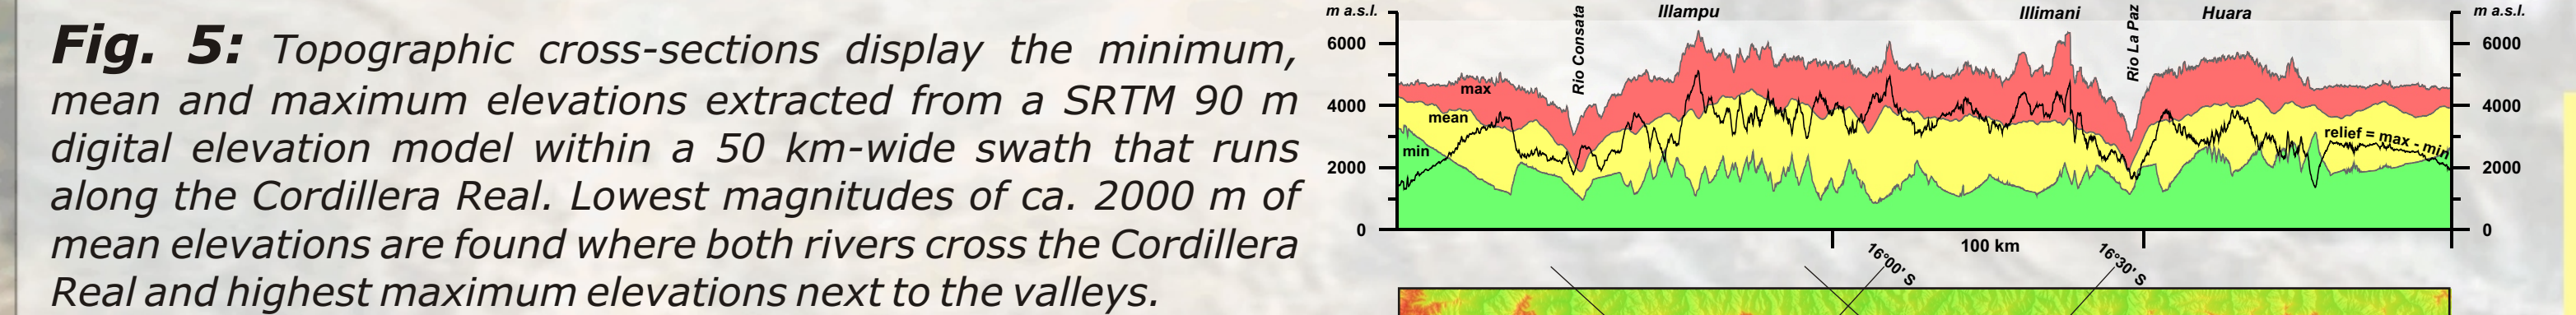 Fig. 5: Topographic cross-sections display the minimum,
mean and maximum elevations extracted from a SRTM 90 m
digital elevation model within a 50 km-wide swath that runs
along the Cordillera Real. Lowest magnitudes of ca. 2000 m of
mean elevations are found where both rivers cross the Cordillera
Real and highest maximum elevations next to the valleys.
m a.s.l.
6000
4000
2000
0
Rio Consata
Illampu
Illimani
Rio La Paz
Huara
m a.s.l.
6000
4000
2000
0
max
mean
min
relief = max - min
100 km
16°00' S
16°30' S